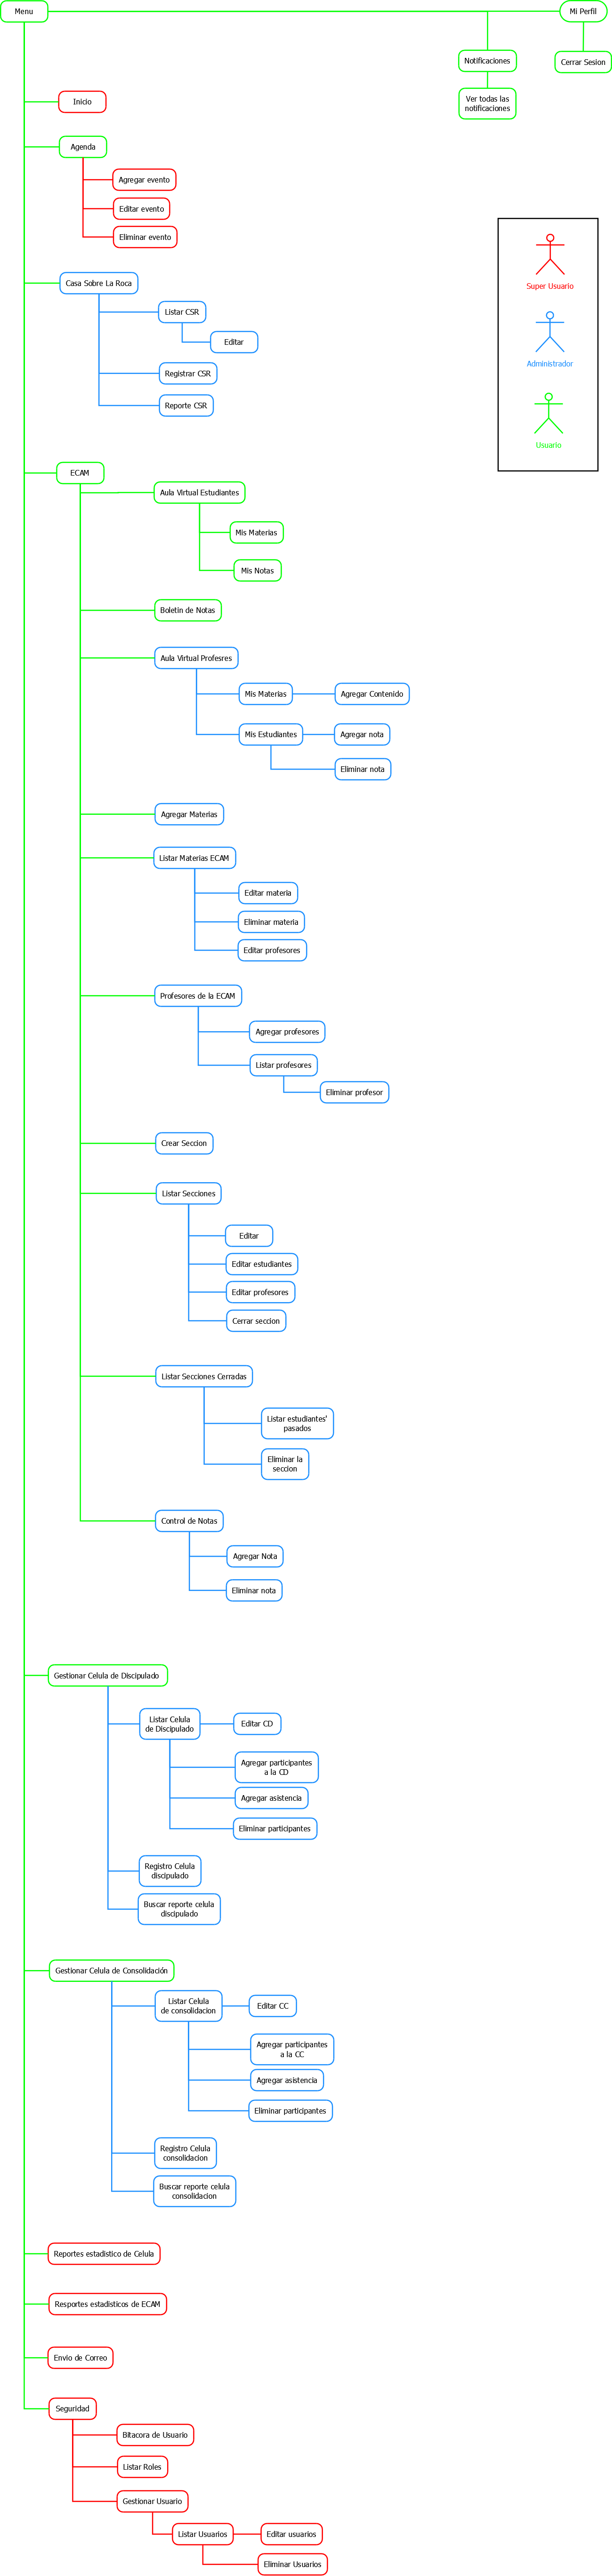 Menu
Mi Perfil
Notificaciones
Cerrar Sesion
Ver todas las
notificaciones
Inicio
Agenda
Agregar evento
Editar evento
Eliminar evento
Super Usuario
Administrador
Usuario
Casa Sobre La Roca
Listar CSR
Editar
Registrar CSR
Reporte CSR
ECAM
Aula Virtual Estudiantes
Mis Materias
Mis Notas
Boletin de Notas
Aula Virtual Profesres
Mis Materias
Agregar Contenido
Mis Estudiantes
Agregar nota
Eliminar nota
Agregar Materias
Listar Materias ECAM
Editar materia
Eliminar materia
Editar profesores
Profesores de la ECAM
Agregar profesores
Listar profesores
Eliminar profesor
Crear Seccion
Listar Secciones
Editar
Editar estudiantes
Editar profesores
Cerrar seccion
Listar Secciones Cerradas
Listar estudiantes'
pasados
Eliminar la
seccion
Control de Notas
Agregar Nota
Eliminar nota
Gestionar Celula de Discipulado
Listar Celula
de Discipulado
Editar CD
Agregar participantes
a la CD
Agregar asistencia
Eliminar participantes
Registro Celula
discipulado
Buscar reporte celula
discipulado
Gestionar Celula de Consolidación
Listar Celula
de consolidacion
Editar CC
Agregar participantes
a la CC
Agregar asistencia
Eliminar participantes
Registro Celula
consolidacion
Buscar reporte celula
consolidacion
Reportes estadistico de Celula
Resportes estadisticos de ECAM
Envio de Correo
Seguridad
Bitacora de Usuario
Listar Roles
Gestionar Usuario
Listar Usuarios
Editar usuarios
Eliminar Usuarios